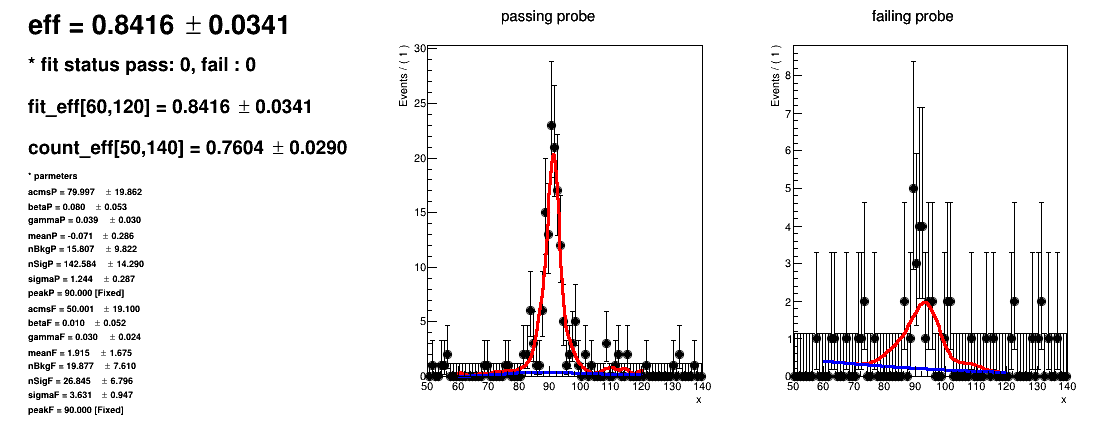 eff = 0.8416 ± 0.0341
* fit status pass: 0, fail : 0
fit_eff[60,120] = 0.8416 ± 0.0341
count_eff[50,140] = 0.7604 ± 0.0290
* parmeters
acmsP = 79.997 ± 19.862
betaP = 0.080 ± 0.053
gammaP = 0.039 ± 0.030
meanP = -0.071 ± 0.286
nBkgP = 15.807 ± 9.822
nSigP = 142.584 ± 14.290
sigmaP = 1.244 ± 0.287
peakP = 90.000 [Fixed]
acmsF = 50.001 ± 19.100
betaF = 0.010 ± 0.052
gammaF = 0.030 ± 0.024
meanF = 1.915 ± 1.675
nBkgF = 19.877 ± 7.610
nSigF = 26.845 ± 6.796
sigmaF = 3.631 ± 0.947
peakF = 90.000 [Fixed]
passing probe
Events / ( 1 )
30
25
20
15
10
5
0
50 60 70 80 90 100 110 120 130 140
x
failing probe
Events / ( 1 )
8
7
6
5
4
3
2
1
0
50 60 70 80 90 100 110 120 130 140
x